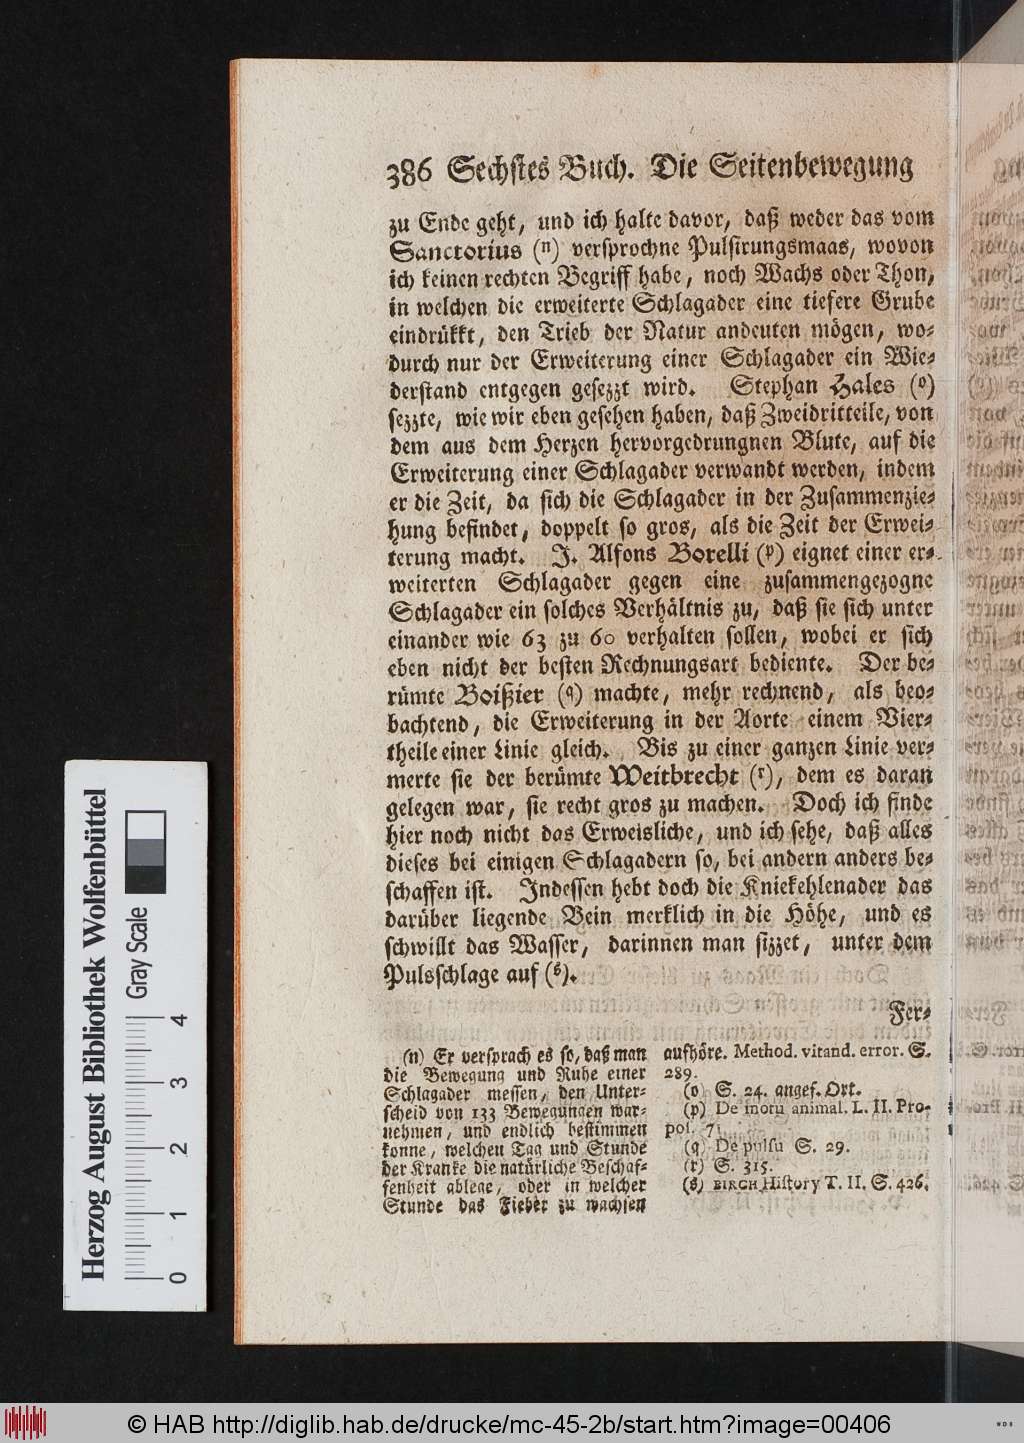 386 Sechstes Buch. Die Seitenbewegung
zu Ende geht, und ich halte davor, daß weder das vom
Sanctorius (n) versprochne Pulsirungsmaas, wovon
ich keinen rechten Begriff habe, noch Wachs oder Thon,
in welchen die erweiterte Schlagader eine tiefere Grube
eindrükkt, den Trieb der Natur andeuten mögen, wo-
durch nur der Erweiterung einer Schlagader ein Wie-
derstand entgegen gesezzt wird. Stephan Hales (o)
sezzte, wie wir eben gesehen haben, daß Zweidritteile, von
dem aus dem Herzen hervorgedrungnen Blute, auf die
Erweiterung einer Schlagader verwandt werden, indem
er die Zeit, da sich die Schlagader in der Zusammenzie-
hung befindet, doppelt so gros, als die Zeit der Erwei-
terung macht. J. Alfons Borelli (p) eignet einer er-
weiterten Schlagader gegen eine zusammengezogne
Schlagader ein solches Verhältnis zu, daß sie sich unter
einander wie 63 zu 60 verhalten sollen, wobei er sich
eben nicht der besten Rechnungsart bediente. Der be-
rümte Boißier (q) machte, mehr rechnend, als beo-
bachtend, die Erweiterung in der Aorte einem Vier-
theile einer Linie gleich. Bis zu einer ganzen Linie ver-
merte sie der berümte Weitbrecht (r), dem es daran
gelegen war, sie recht gros zu machen. Doch ich finde
hier noch nicht das Erweisliche, und ich sehe, daß alles
dieses bei einigen Schlagadern so, bei andern anders be-
schaffen ist. Indessen hebt doch die Kniekehlenader das
darüber liegende Bein merklich in die Höhe, und es
schwillt das Wasser, darinnen man sizzet, unter dem
Pulsschlage auf (s).
Fer-
(n) Er versprach es so, daß man
die Bewegung und Ruhe einer
Schlagader messen, den Unter-
scheid von 133 Bewegungen war-
nehmen, und endlich bestimmen
konne, welchen Tag und Stunde
der Kranke die natürliche Beschaf-
fenheit ablege, oder in welcher
Stunde das Fieber zu wachsen
aufhöre. Method. vitand. error. S.
289.
(o) S. 24. angef. Ort.
(p) De motu animal. L. II. Pro-
pol. 71
(q) De pulsu S. 29.
(r) S. 315.
(s) BIRCH History T. II. S. 426.
Herzog August Bibliothek Wolfenbüttel
Gray Scale
0 1 2 3 4
© HAB http://diglib.hab.de/drucke/mc-45-2b/start.htm?image=00406